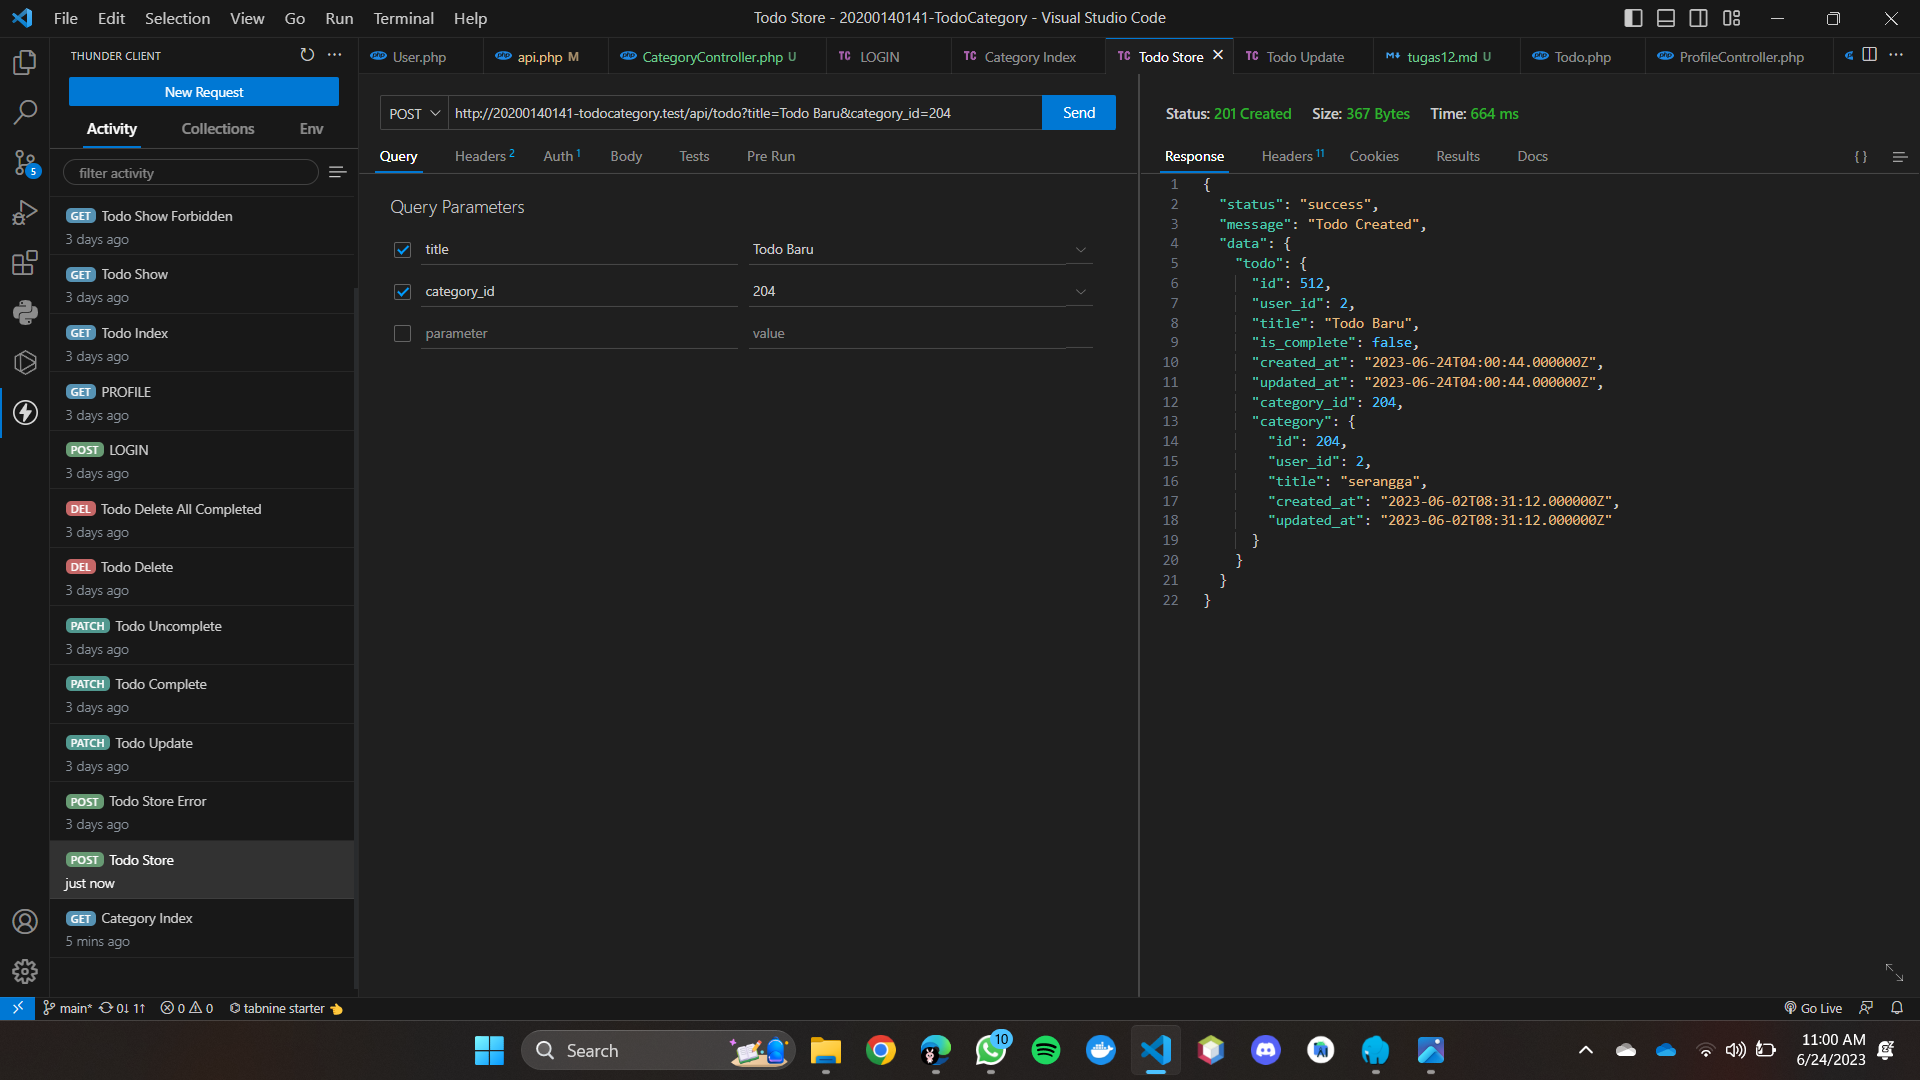 File Edit Selection View Go Run Terminal Help
Todo Store - 20200140141-TodoCategory - Visual Studio Code
THUNDER CLIENT
New Request
Activity Collections Env
filter activity
GET Todo Show Forbidden
3 days ago
GET Todo Show
3 days ago
GET Todo Index
3 days ago
GET PROFILE
3 days ago
POST LOGIN
3 days ago
DEL Todo Delete All Completed
3 days ago
DEL Todo Delete
3 days ago
PATCH Todo Uncomplete
3 days ago
PATCH Todo Complete
3 days ago
PATCH Todo Update
3 days ago
POST Todo Store Error
3 days ago
POST Todo Store
just now
GET Category Index
5 mins ago
5
php User.php php api.php M php CategoryController.php U TC LOGIN TC Category Index TC Todo Store TC Todo Update tugas12.md U php Todo.php php ProfileController.php
POST http://20200140141-todocategory.test/api/todo?title=Todo Baru&category_id=204 Send
Query Headers 2 Auth 1 Body Tests Pre Run
Query Parameters
title Todo Baru
category_id 204
parameter value
Status: 201 Created Size: 367 Bytes Time: 664 ms
Response Headers 11 Cookies Results Docs { }
1 {
2 "status": "success",
3 "message": "Todo Created",
4 "data": {
5 "todo": {
6 "id": 512,
7 "user_id": 2,
8 "title": "Todo Baru",
9 "is_complete": false,
10 "created_at": "2023-06-24T04:00:44.000000Z",
11 "updated_at": "2023-06-24T04:00:44.000000Z",
12 "category_id": 204,
13 "category": {
14 "id": 204,
15 "user_id": 2,
16 "title": "serangga",
17 "created_at": "2023-06-02T08:31:12.000000Z",
18 "updated_at": "2023-06-02T08:31:12.000000Z"
19 }
20 }
21 }
22 }
main* 0↓ 1↑ 0 0 tabnine starter Go Live
Search 10 11:00 AM
6/24/2023